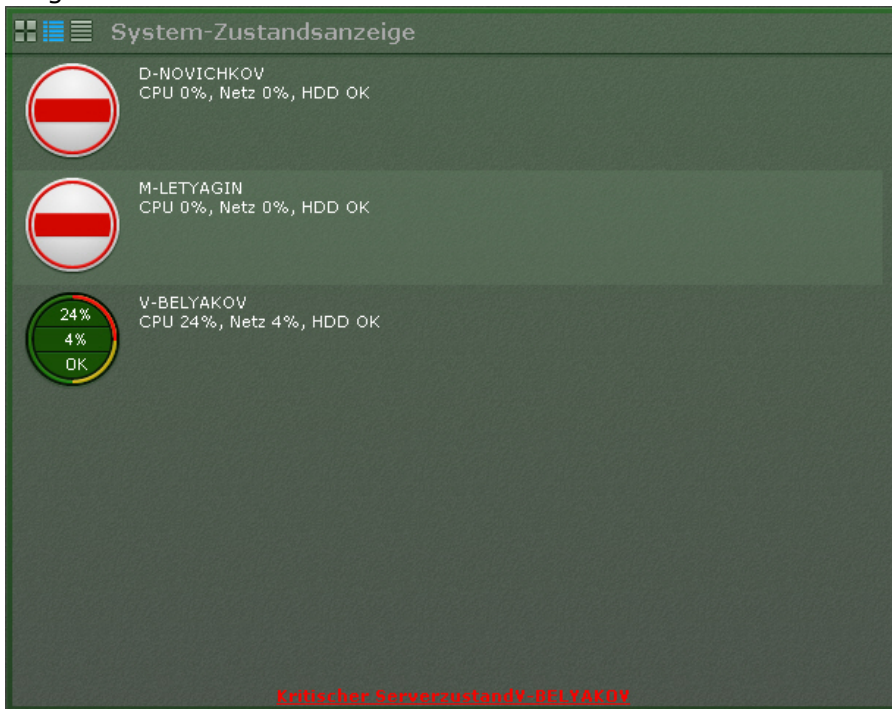 System-Zustandsanzeige
D-NOVICHKOV
CPU 0%, Netz 0%, HDD OK
M-LETYAGIN
CPU 0%, Netz 0%, HDD OK
V-BELYAKOV
CPU 24%, Netz 4%, HDD OK
24%
4%
OK
Kritischer ServerzustandV-BELYAKOV